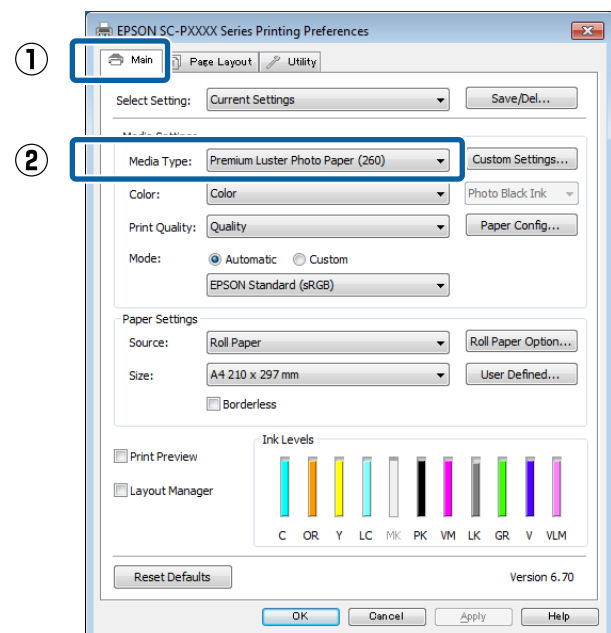 EPSON SC-PXXXX Series Printing Preferences
① Main Page Layout Utility
Select Setting: Current Settings Save/Del...
Media Settings
② Media Type: Premium Luster Photo Paper (260) Custom Settings...
Color: Color Photo Black Ink
Print Quality: Quality Paper Config...
Mode: Automatic Custom
EPSON Standard (sRGB)
Paper Settings
Source: Roll Paper Roll Paper Option...
Size: A4 210 x 297 mm User Defined...
Borderless
Print Preview
Layout Manager
Ink Levels
C OR Y LC MK PK VM LK GR V VLM
Reset Defaults Version 6.70
OK Cancel Apply Help